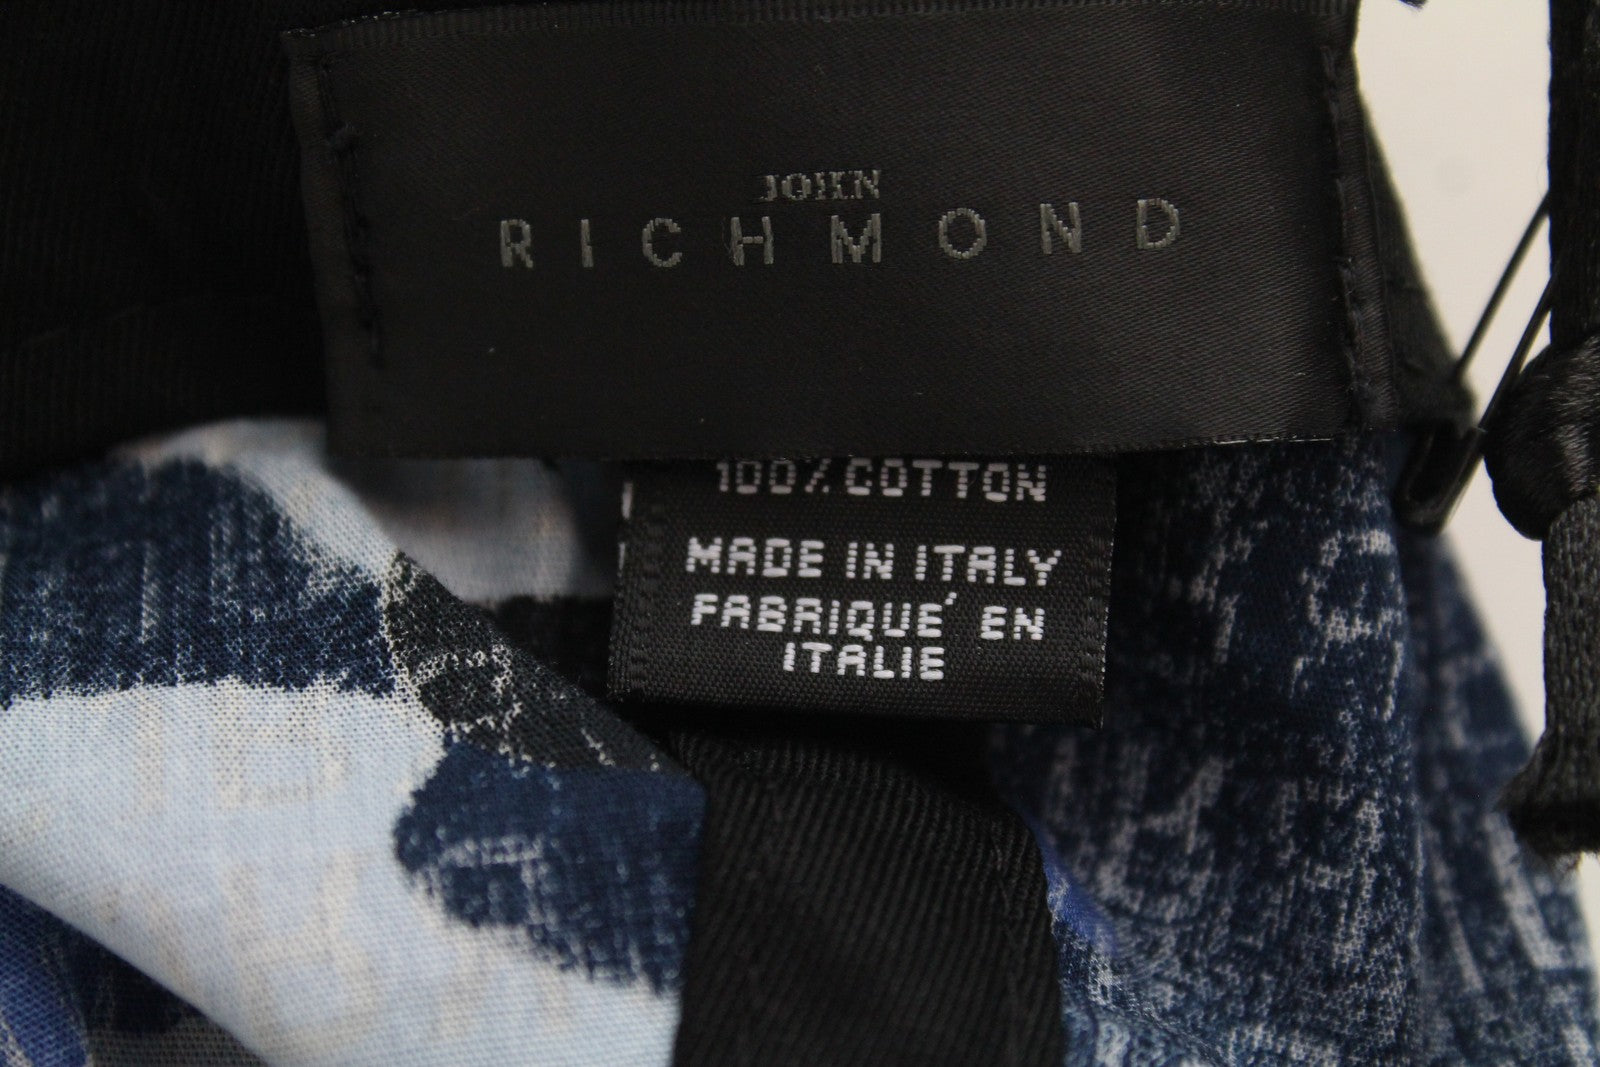 JOHN
RICHMOND
100% COTTON
MADE IN ITALY
FABRIQUE' EN
ITALIE